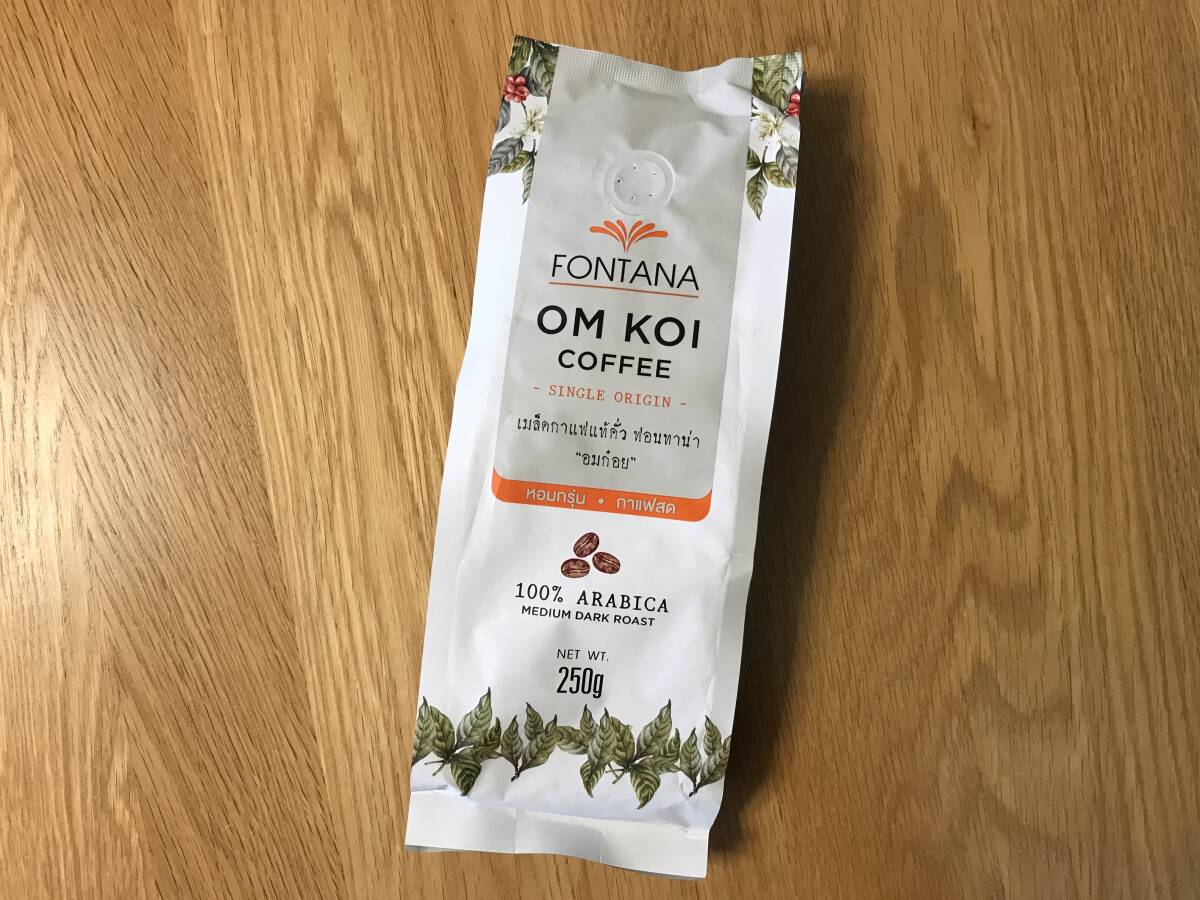 FONTANA
OM KOI
COFFEE
- SINGLE ORIGIN -
เมล็ดกาแฟแท้คั่ว ฟอนทาน่า
“อมก๋อย”
หอมกรุ่น • กาแฟสด
100% ARABICA
MEDIUM DARK ROAST
NET WT.
250g